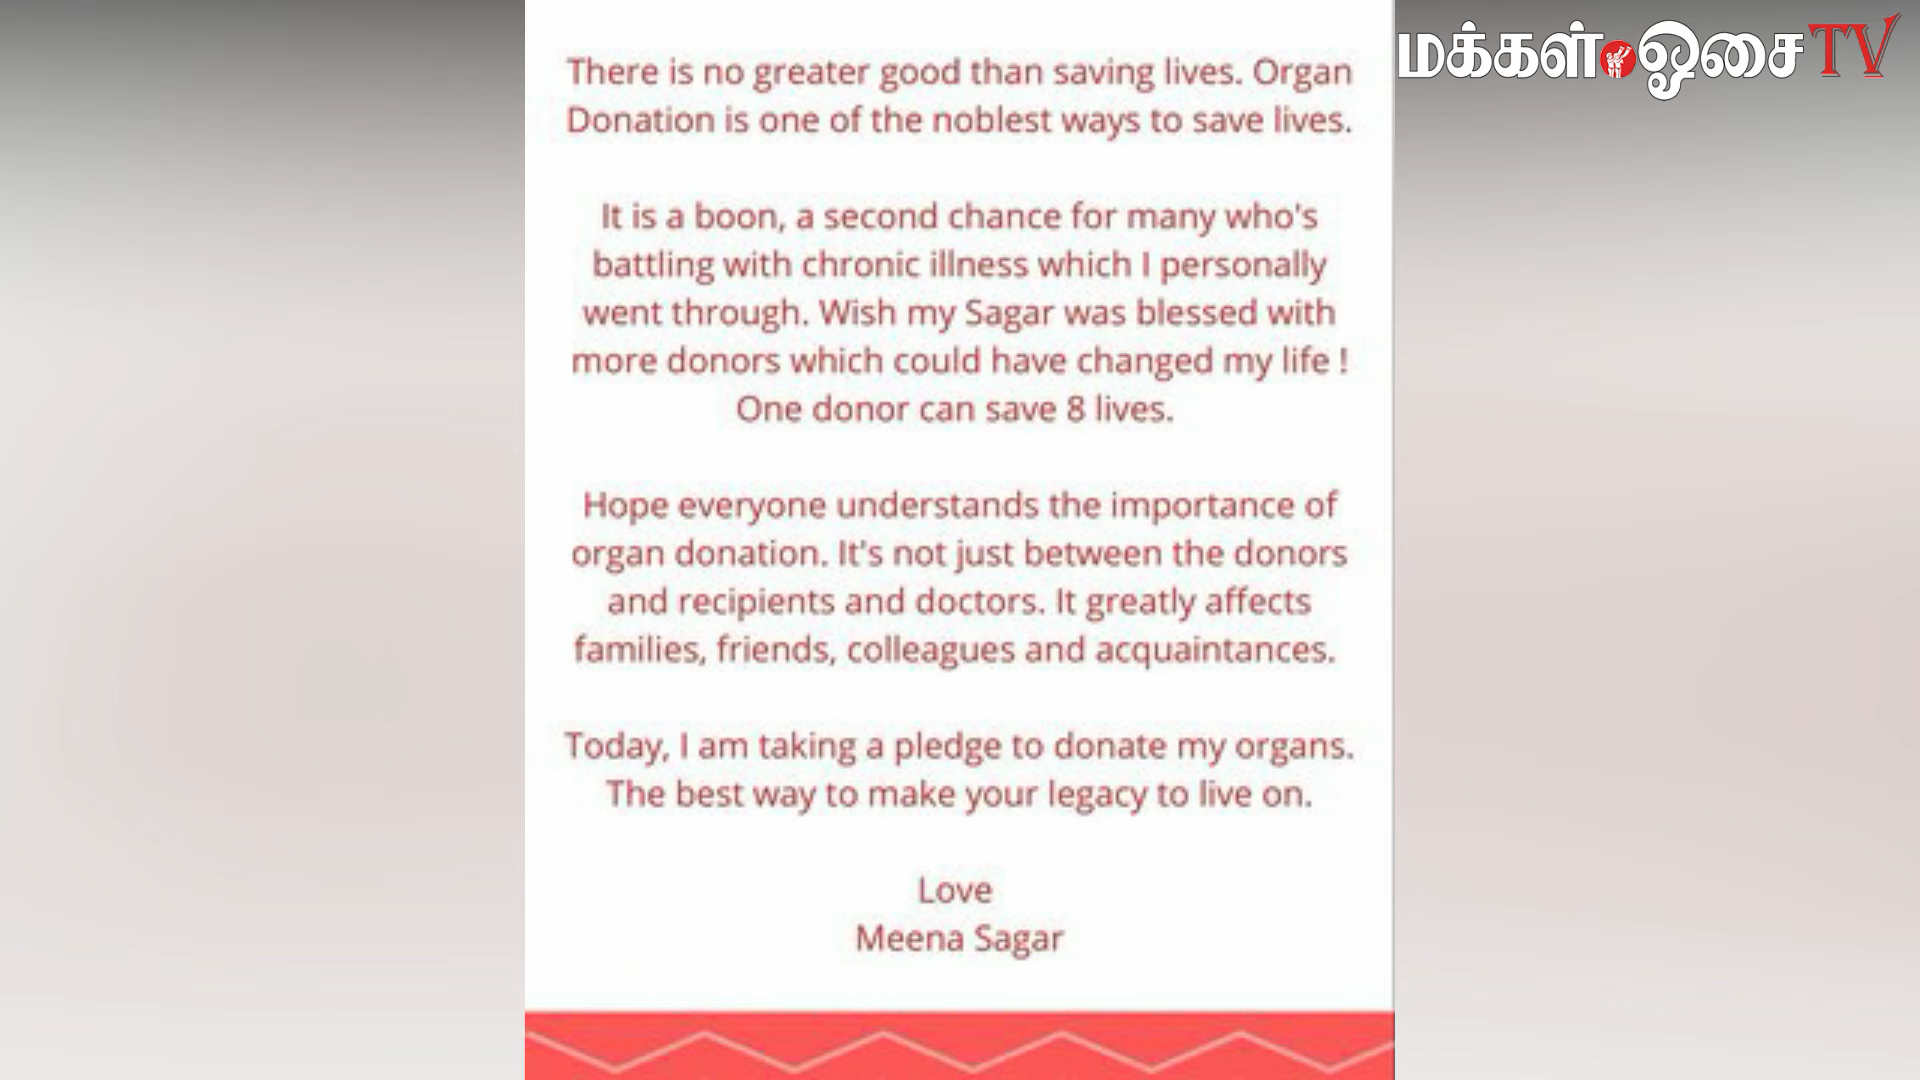 மக்கள் ஓசை TV
There is no greater good than saving lives. Organ
Donation is one of the noblest ways to save lives.
It is a boon, a second chance for many who's
battling with chronic illness which I personally
went through. Wish my Sagar was blessed with
more donors which could have changed my life !
One donor can save 8 lives.
Hope everyone understands the importance of
organ donation. It's not just between the donors
and recipients and doctors. It greatly affects
families, friends, colleagues and acquaintances.
Today, I am taking a pledge to donate my organs.
The best way to make your legacy to live on.
Love
Meena Sagar